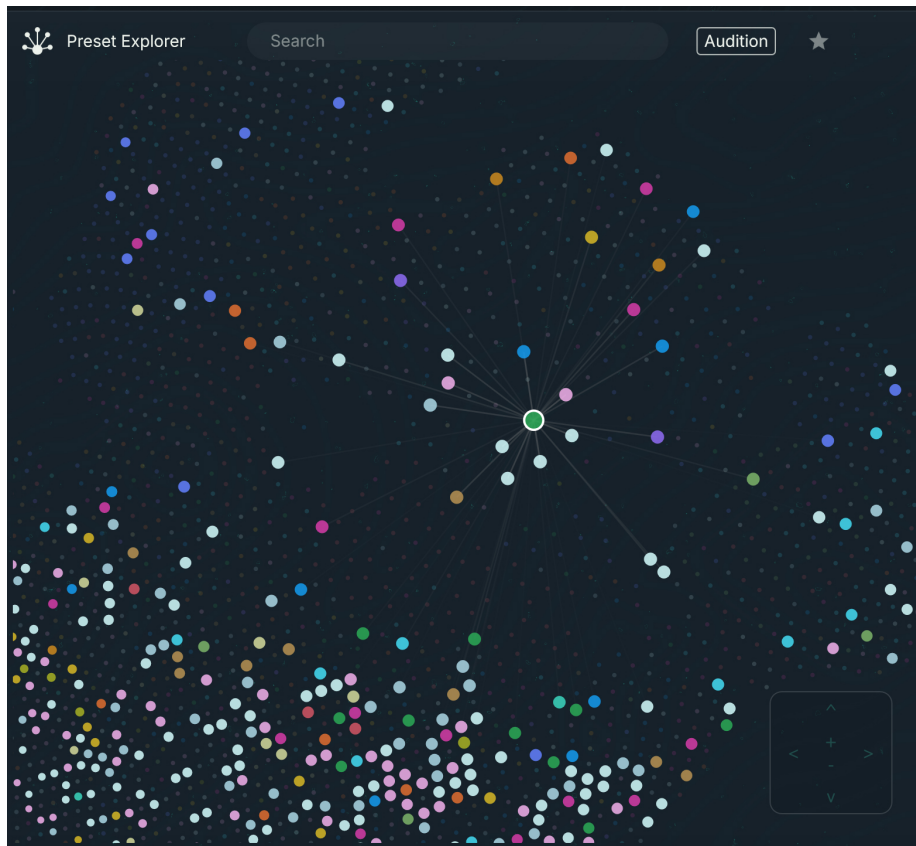 Preset Explorer
Search
Audition
+
< >
-